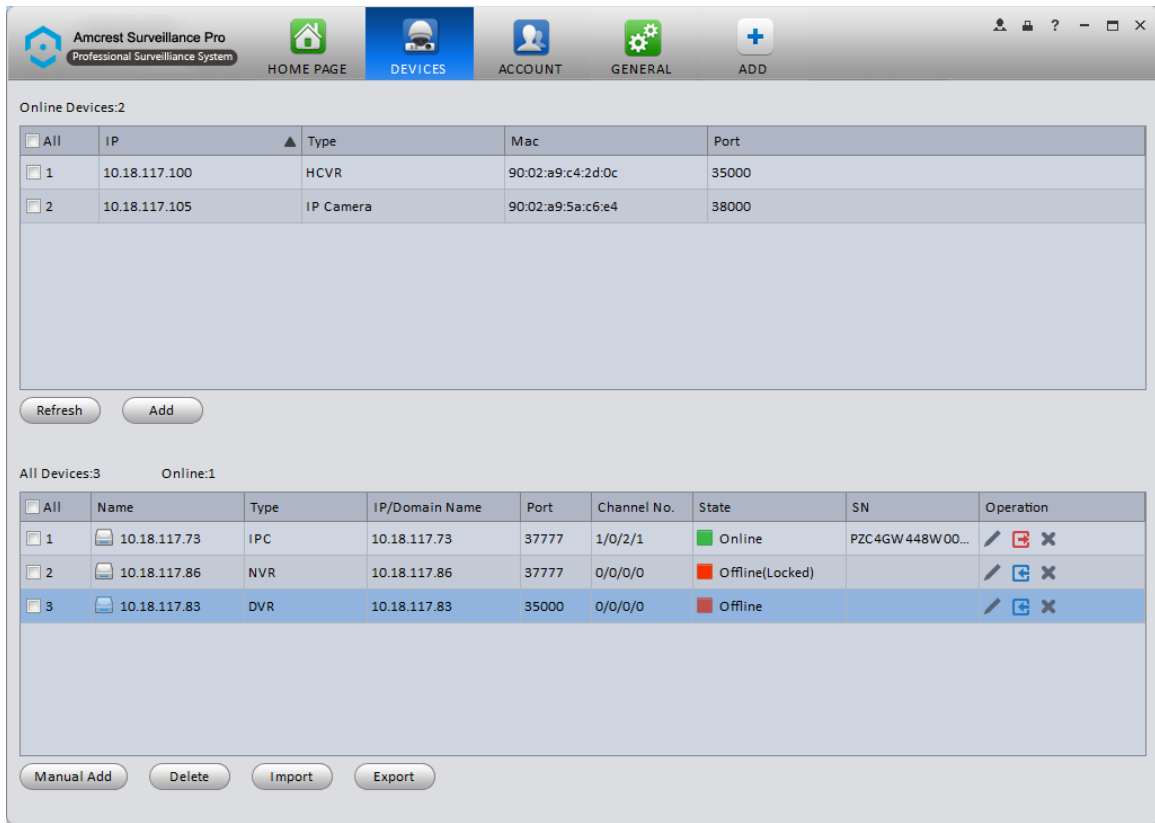 Amcrest Surveillance Pro
Professional Surveilliance System
HOME PAGE DEVICES ACCOUNT GENERAL ADD
?
Online Devices:2
All IP Type Mac Port
1 10.18.117.100 HCVR 90:02:a9:c4:2d:0c 35000
2 10.18.117.105 IP Camera 90:02:a9:5a:c6:e4 38000
Refresh Add
All Devices:3 Online:1
All Name Type IP/Domain Name Port Channel No. State SN Operation
1 10.18.117.73 IPC 10.18.117.73 37777 1/0/2/1 Online PZC4GW448W00...
2 10.18.117.86 NVR 10.18.117.86 37777 0/0/0/0 Offline(Locked)
3 10.18.117.83 DVR 10.18.117.83 35000 0/0/0/0 Offline
Manual Add Delete Import Export